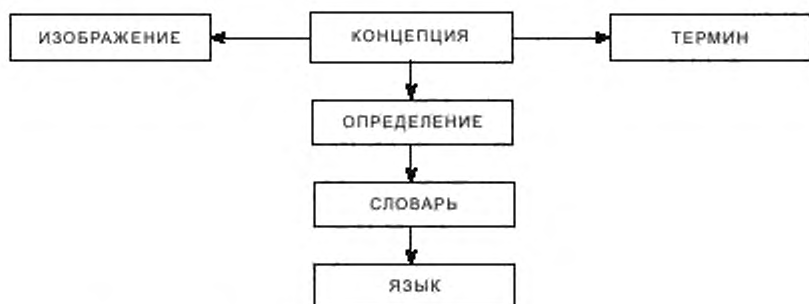 ИЗОБРАЖЕНИЕ
КОНЦЕПЦИЯ
ТЕРМИН
ОПРЕДЕЛЕНИЕ
СЛОВАРЬ
ЯЗЫК